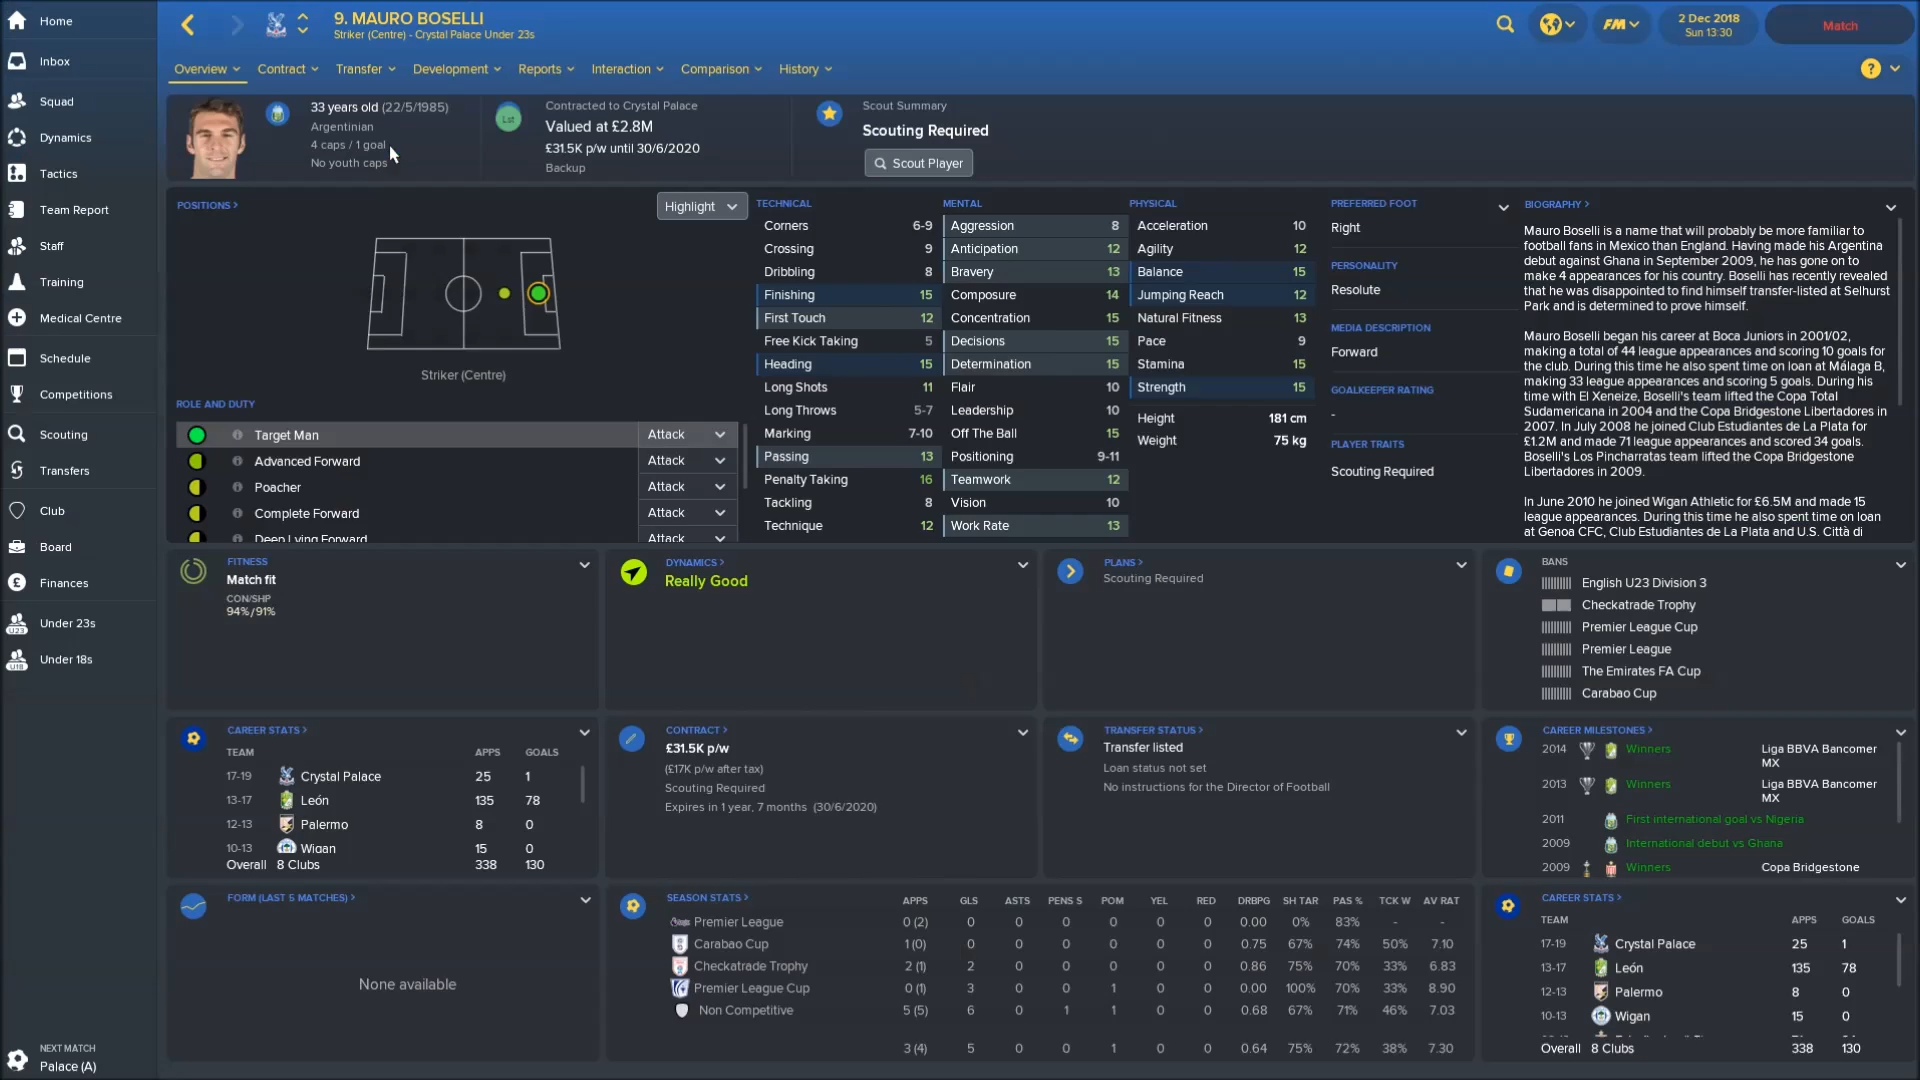 Home
Inbox
Squad
Dynamics
Tactics
Team Report
Staff
Training
Medical Centre
Schedule
Competitions
Scouting
Transfers
Club
Board
Finances
U23 Under 23s
U18 Under 18s
NEXT MATCH
Palace (A)
9. MAURO BOSELLI
Striker (Centre) - Crystal Palace Under 23s
FM
2 Dec 2018
Sun 13:30
Match
Overview Contract Transfer Development Reports Interaction Comparison History
?
33 years old (22/5/1985)
Argentinian
4 caps / 1 goal
No youth caps
Lst
Contracted to Crystal Palace
Valued at £2.8M
£31.5K p/w until 30/6/2020
Backup
Scout Summary
Scouting Required
Scout Player
POSITIONS >
Highlight
Striker (Centre)
ROLE AND DUTY
Target Man Attack
Advanced Forward Attack
Poacher Attack
Complete Forward Attack
Deep Lying Forward Attack
TECHNICAL
Corners 6-9
Crossing 9
Dribbling 8
Finishing 15
First Touch 12
Free Kick Taking 5
Heading 15
Long Shots 11
Long Throws 5-7
Marking 7-10
Passing 13
Penalty Taking 16
Tackling 8
Technique 12
MENTAL
Aggression 8
Anticipation 12
Bravery 13
Composure 14
Concentration 15
Decisions 15
Determination 15
Flair 10
Leadership 10
Off The Ball 15
Positioning 9-11
Teamwork 12
Vision 10
Work Rate 13
PHYSICAL
Acceleration 10
Agility 12
Balance 15
Jumping Reach 12
Natural Fitness 13
Pace 9
Stamina 15
Strength 15
Height 181 cm
Weight 75 kg
PREFERRED FOOT
Right
PERSONALITY
Resolute
MEDIA DESCRIPTION
Forward
GOALKEEPER RATING
-
PLAYER TRAITS
Scouting Required
BIOGRAPHY >
Mauro Boselli is a name that will probably be more familiar to
football fans in Mexico than England. Having made his Argentina
debut against Ghana in September 2009, he has gone on to
make 4 appearances for his country. Boselli has recently revealed
that he was disappointed to find himself transfer-listed at Selhurst
Park and is determined to prove himself.
Mauro Boselli began his career at Boca Juniors in 2001/02,
making a total of 44 league appearances and scoring 10 goals for
the club. During this time he also spent time on loan at Málaga B,
making 33 league appearances and scoring 5 goals. During his
time with El Xeneize, Boselli's team lifted the Copa Total
Sudamericana in 2004 and the Copa Bridgestone Libertadores in
2007. In July 2008 he joined Club Estudiantes de La Plata for
£1.2M and made 71 league appearances and scored 34 goals.
Boselli's Los Pincharratas team lifted the Copa Bridgestone
Libertadores in 2009.
In June 2010 he joined Wigan Athletic for £6.5M and made 15
league appearances. During this time he also spent time on loan
at Genoa CFC, Club Estudiantes de La Plata and U.S. Città di
FITNESS
Match fit
CON/SHP
94%/91%
DYNAMICS >
Really Good
PLANS >
Scouting Required
BANS
English U23 Division 3
Checkatrade Trophy
Premier League Cup
Premier League
The Emirates FA Cup
Carabao Cup
CAREER STATS >
TEAM APPS GOALS
17-19 Crystal Palace 25 1
13-17 León 135 78
12-13 Palermo 8 0
10-13 Wigan 15 0
Overall 8 Clubs 338 130
CONTRACT >
£31.5K p/w
(£17K p/w after tax)
Scouting Required
Expires in 1 year, 7 months (30/6/2020)
TRANSFER STATUS >
Transfer listed
Loan status not set
No instructions for the Director of Football
CAREER MILESTONES >
2014 Winners Liga BBVA Bancomer
MX
2013 Winners Liga BBVA Bancomer
MX
2011 First international goal vs Nigeria
2009 International debut vs Ghana
2009 Winners Copa Bridgestone
FORM (LAST 5 MATCHES) >
None available
SEASON STATS > APPS GLS ASTS PENS S POM YEL RED DRBPG SH TAR PAS % TCK W AV RAT
Premier League 0 (2) 0 0 0 0 0 0 0.00 0% 83% - -
Carabao Cup 1 (0) 0 0 0 0 0 0 0.75 67% 74% 50% 7.10
Checkatrade Trophy 2 (1) 2 0 0 0 0 0 0.86 75% 70% 33% 6.83
Premier League Cup 0 (1) 3 0 0 1 0 0 0.00 100% 70% 33% 8.90
Non Competitive 5 (5) 6 0 1 1 0 0 0.68 67% 71% 46% 7.03
3 (4) 5 0 0 1 0 0 0.64 75% 72% 38% 7.30
CAREER STATS >
TEAM APPS GOALS
17-19 Crystal Palace 25 1
13-17 León 135 78
12-13 Palermo 8 0
10-13 Wigan 15 0
Overall 8 Clubs 338 130